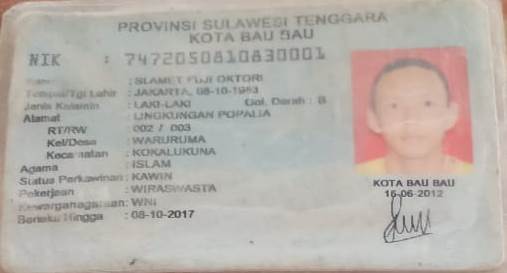 PROVINSI SULAWESI TENGGARA
KOTA BAU BAU
NIK : 7472050810830001
Nama : SLAMET FUJI OKTORI
Tempat/Tgl Lahir : JAKARTA, 08-10-1983
Jenis Kelamin : LAKI-LAKI Gol. Darah : B
Alamat : LINGKUNGAN POPALIA
RT/RW : 002 / 003
Kel/Desa : WARURUMA
Kecamatan : KOKALUKUNA
Agama : ISLAM
Status Perkawinan : KAWIN
Pekerjaan : WIRASWASTA
Kewarganegaraan: WNI
Berlaku Hingga : 08-10-2017
KOTA BAU BAU
16-06-2012